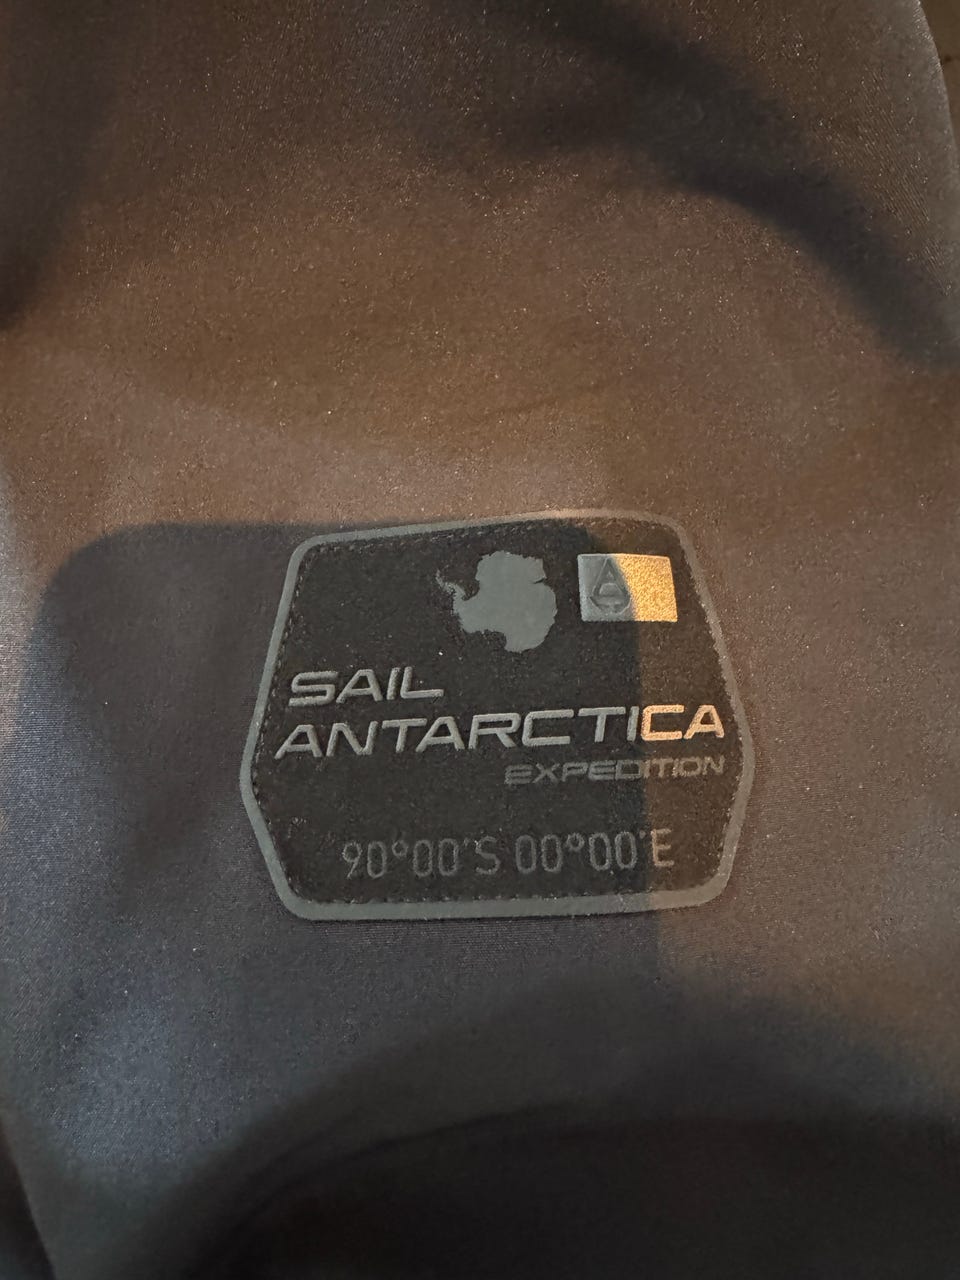 SAIL
ANTARCTICA
EXPEDITION
90°00'S 00°00'E